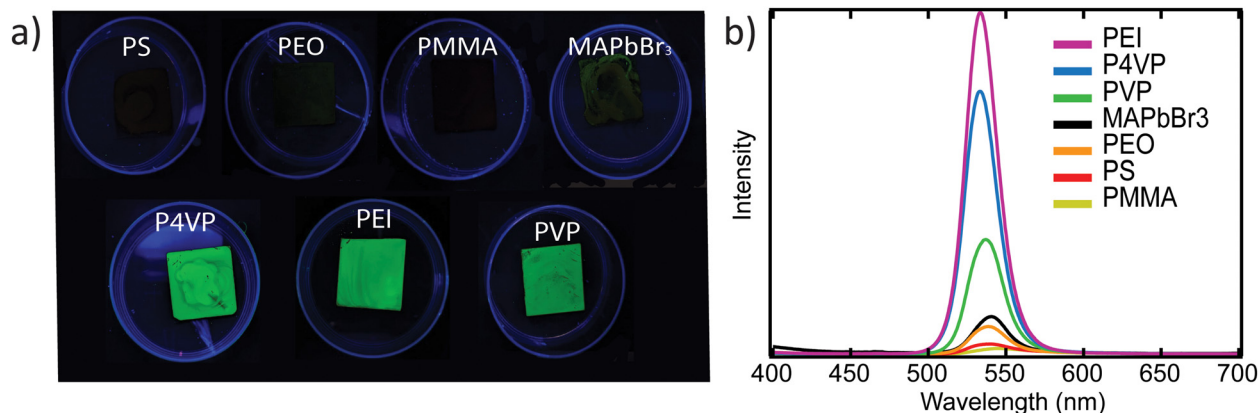 a)
PS
PEO
PMMA
MAPbBr₃
P4VP
PEI
PVP
b)
Intensity
PEI
P4VP
PVP
MAPbBr3
PEO
PS
PMMA
400 450 500 550 600 650 700
Wavelength (nm)